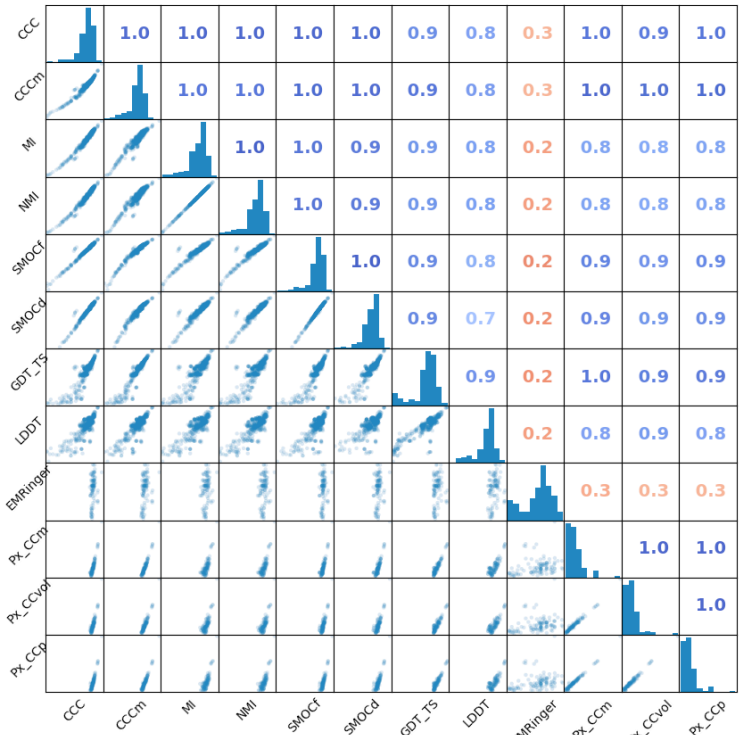 CCC 1.0 1.0 1.0 1.0 1.0 0.9 0.8 0.3 1.0 0.9 1.0
CCCm 1.0 1.0 1.0 1.0 0.9 0.8 0.3 1.0 1.0 1.0
MI 1.0 1.0 0.9 0.9 0.8 0.2 0.8 0.8 0.8
NMI 1.0 0.9 0.9 0.8 0.2 0.8 0.8 0.8
SMOCf 1.0 0.9 0.8 0.2 0.9 0.9 0.9
SMOCd 0.9 0.7 0.2 0.9 0.9 0.9
GDT_TS 0.9 0.2 1.0 0.9 0.9
LDDT 0.2 0.8 0.9 0.8
EMRinger 0.3 0.3 0.3
Px_CCm 1.0 1.0
Px_CCvol 1.0
Px_CCp
CCC CCCm MI NMI SMOCf SMOCd GDT_TS LDDT MRinger Px_CCm x_CCvol Px_CCp